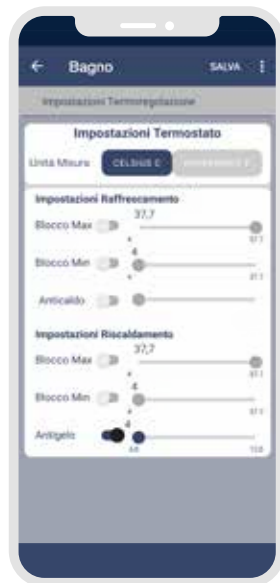 Bagno SALVA
Impostazioni Termoregolazione
Impostazioni Termostato
Unità Misura CELSIUS C
Impostazioni Raffrescamento
37,7
Blocco Max
4
Blocco Min
Anticaldo
Impostazioni Riscaldamento
37,7
Blocco Max
4
Blocco Min
4
Antigelo